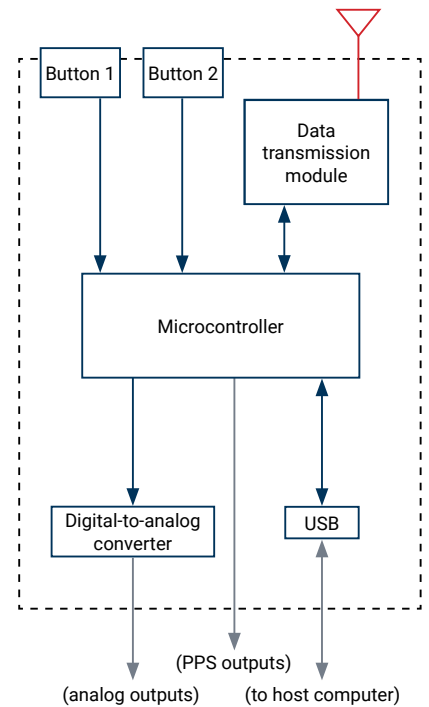 Button 1
Button 2
Data
transmission
module
Microcontroller
Digital-to-analog
converter
USB
(PPS outputs)
(analog outputs)
(to host computer)